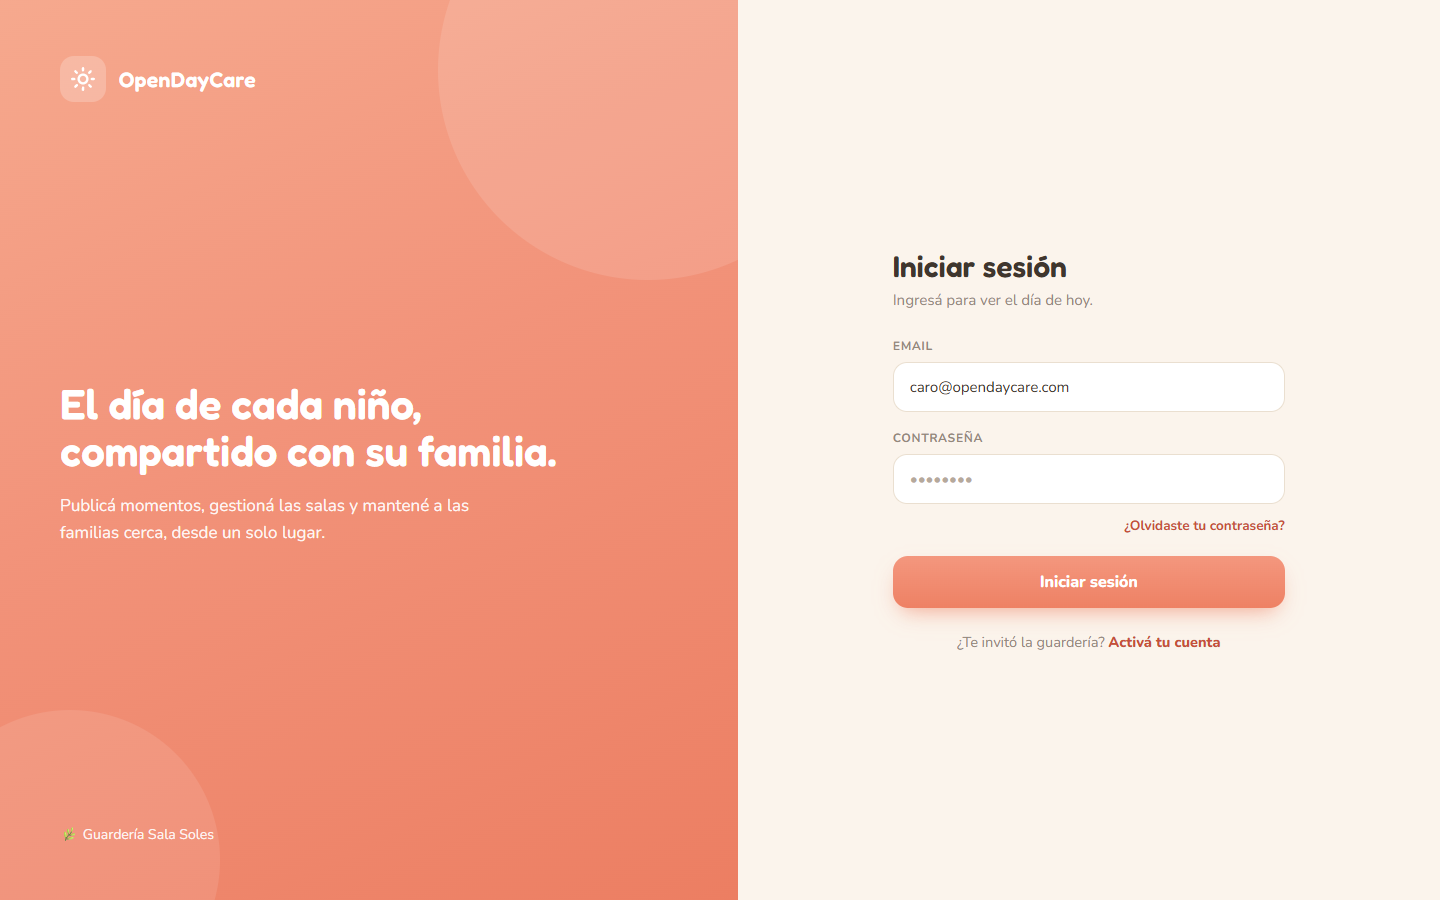 OpenDayCare
El día de cada niño,
compartido con su familia.
Publicá momentos, gestioná las salas y mantené a las
familias cerca, desde un solo lugar.
Guardería Sala Soles
Iniciar sesión
Ingresá para ver el día de hoy.
EMAIL
caro@opendaycare.com
CONTRASEÑA
••••••••
¿Olvidaste tu contraseña?
Iniciar sesión
¿Te invitó la guardería? Activá tu cuenta